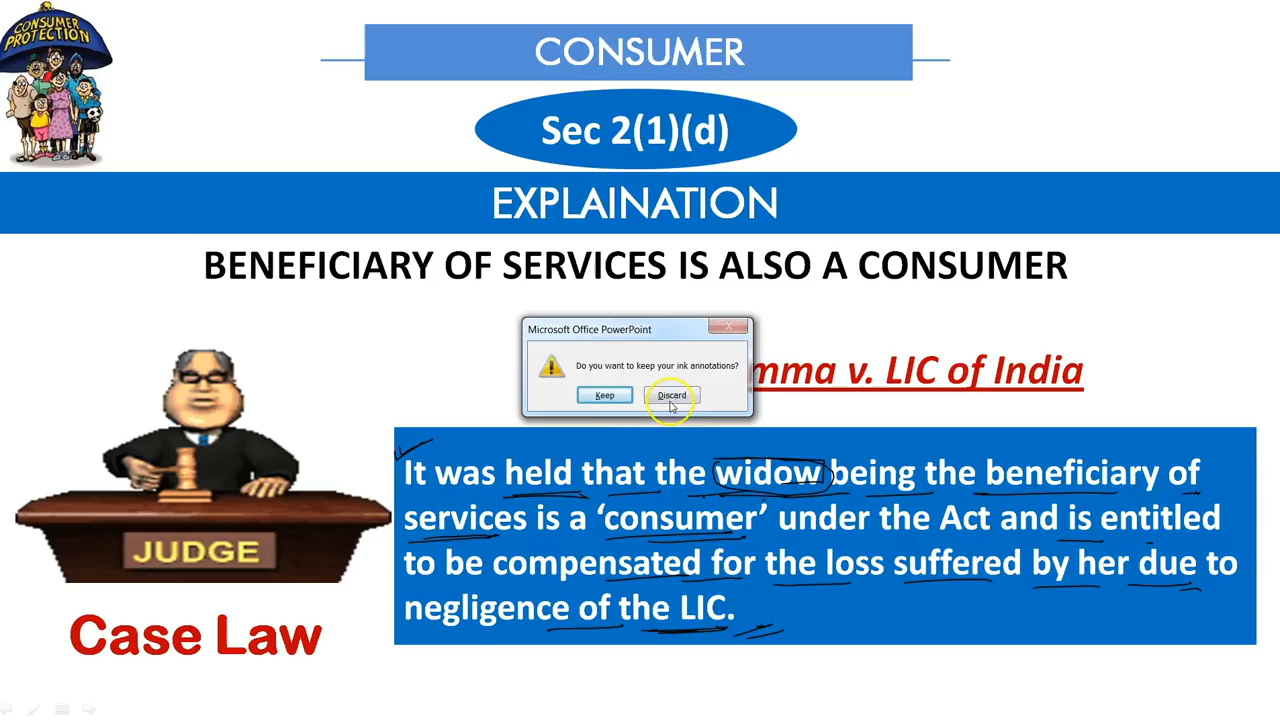 CONSUMER
PROTECTION
CONSUMER
Sec 2(1)(d)
EXPLAINATION
BENEFICIARY OF SERVICES IS ALSO A CONSUMER
Microsoft Office PowerPoint
Do you want to keep your ink annotations?
Keep
Discard
mma v. LIC of India
It was held that the widow being the beneficiary of
services is a ‘consumer’ under the Act and is entitled
to be compensated for the loss suffered by her due to
negligence of the LIC.
JUDGE
Case Law